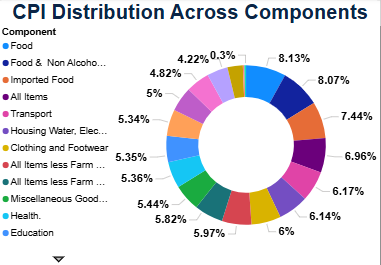 CPI Distribution Across Components
Component
Food
Food & Non Alcoho...
Imported Food
All Items
Transport
Housing Water, Elec...
Clothing and Footwear
All Items less Farm ...
All Items less Farm ...
Miscellaneous Good...
Health.
Education
8.13%
8.07%
7.44%
6.96%
6.17%
6.14%
6%
5.97%
5.82%
5.44%
5.36%
5.35%
5.34%
5%
4.82%
4.22%
0.3%